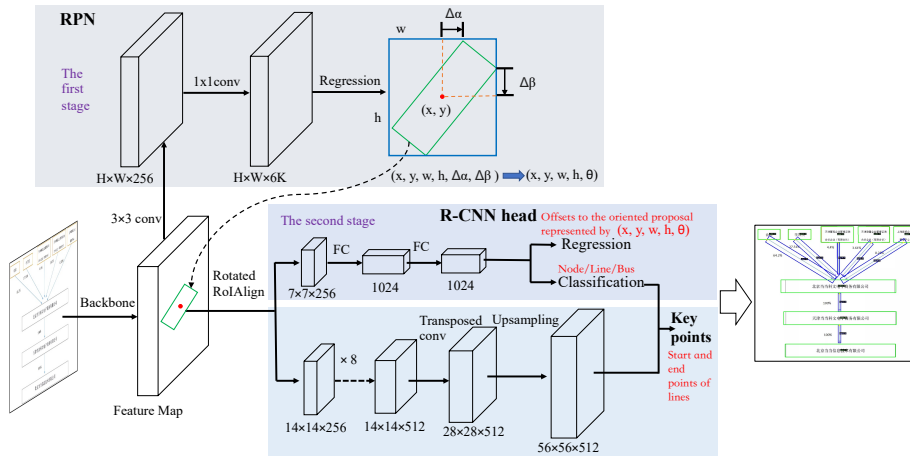 RPN
The
first
stage
1x1conv
Regression
w
Δα
Δβ
(x, y)
h
H×W×256
H×W×6K
(x, y, w, h, Δα, Δβ )
(x, y, w, h, θ)
3×3 conv
Backbone
Feature Map
Rotated
RoIAlign
The second stage
R-CNN head
Offsets to the oriented proposal
represented by (x, y, w, h, θ)
FC
FC
7×7×256
1024
1024
Regression
Node/Line/Bus
Classification
× 8
Transposed
conv
Upsampling
14×14×256
14×14×512
28×28×512
56×56×512
Key
points
Start and
end
points of
lines